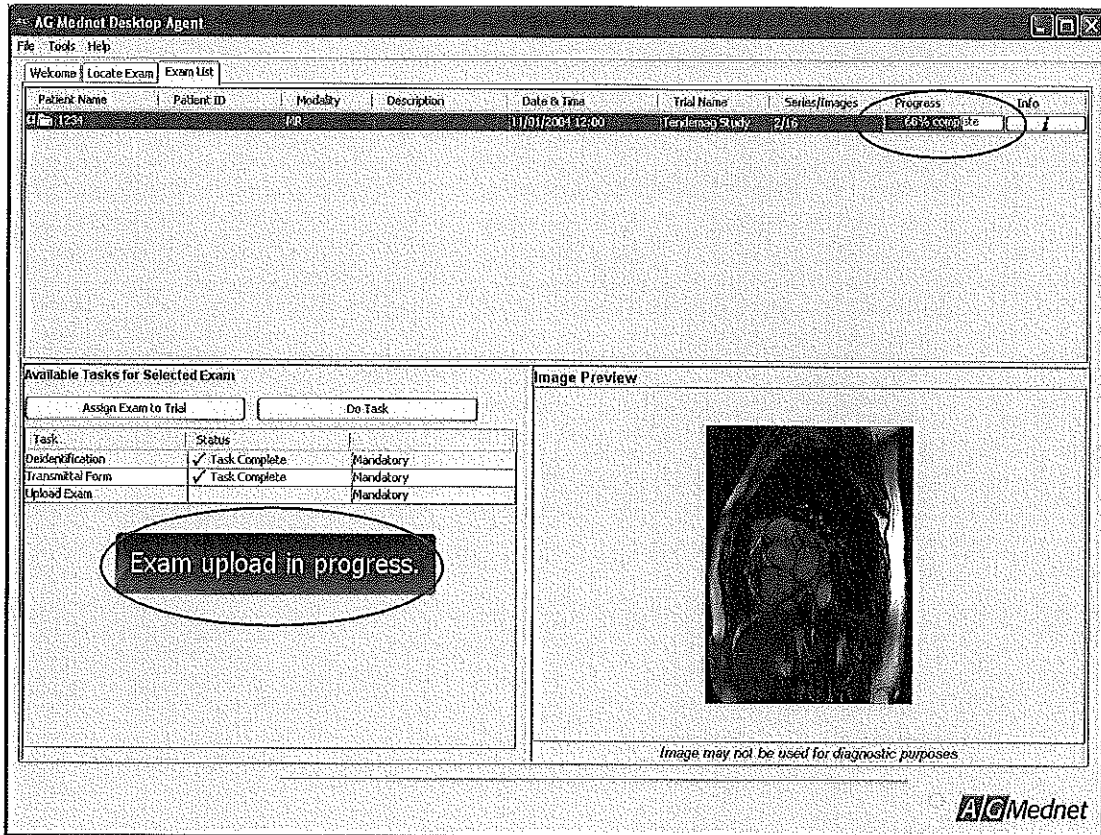 AG Mednet Desktop Agent
File Tools Help
Welcome Locate Exam Exam List
Patient Name Patient ID Modality Description Date & Time Trial Name Series/Images Progress Info
1234 MR 11/01/2004 12:00 Tendemag Study 2/16 66% complete i
Available Tasks for Selected Exam
Assign Exam to Trial Do Task
Task Status
Deidentification ✓ Task Complete Mandatory
Transmittal Form ✓ Task Complete Mandatory
Upload Exam Mandatory
Exam upload in progress.
Image Preview
Image may not be used for diagnostic purposes
AG Mednet